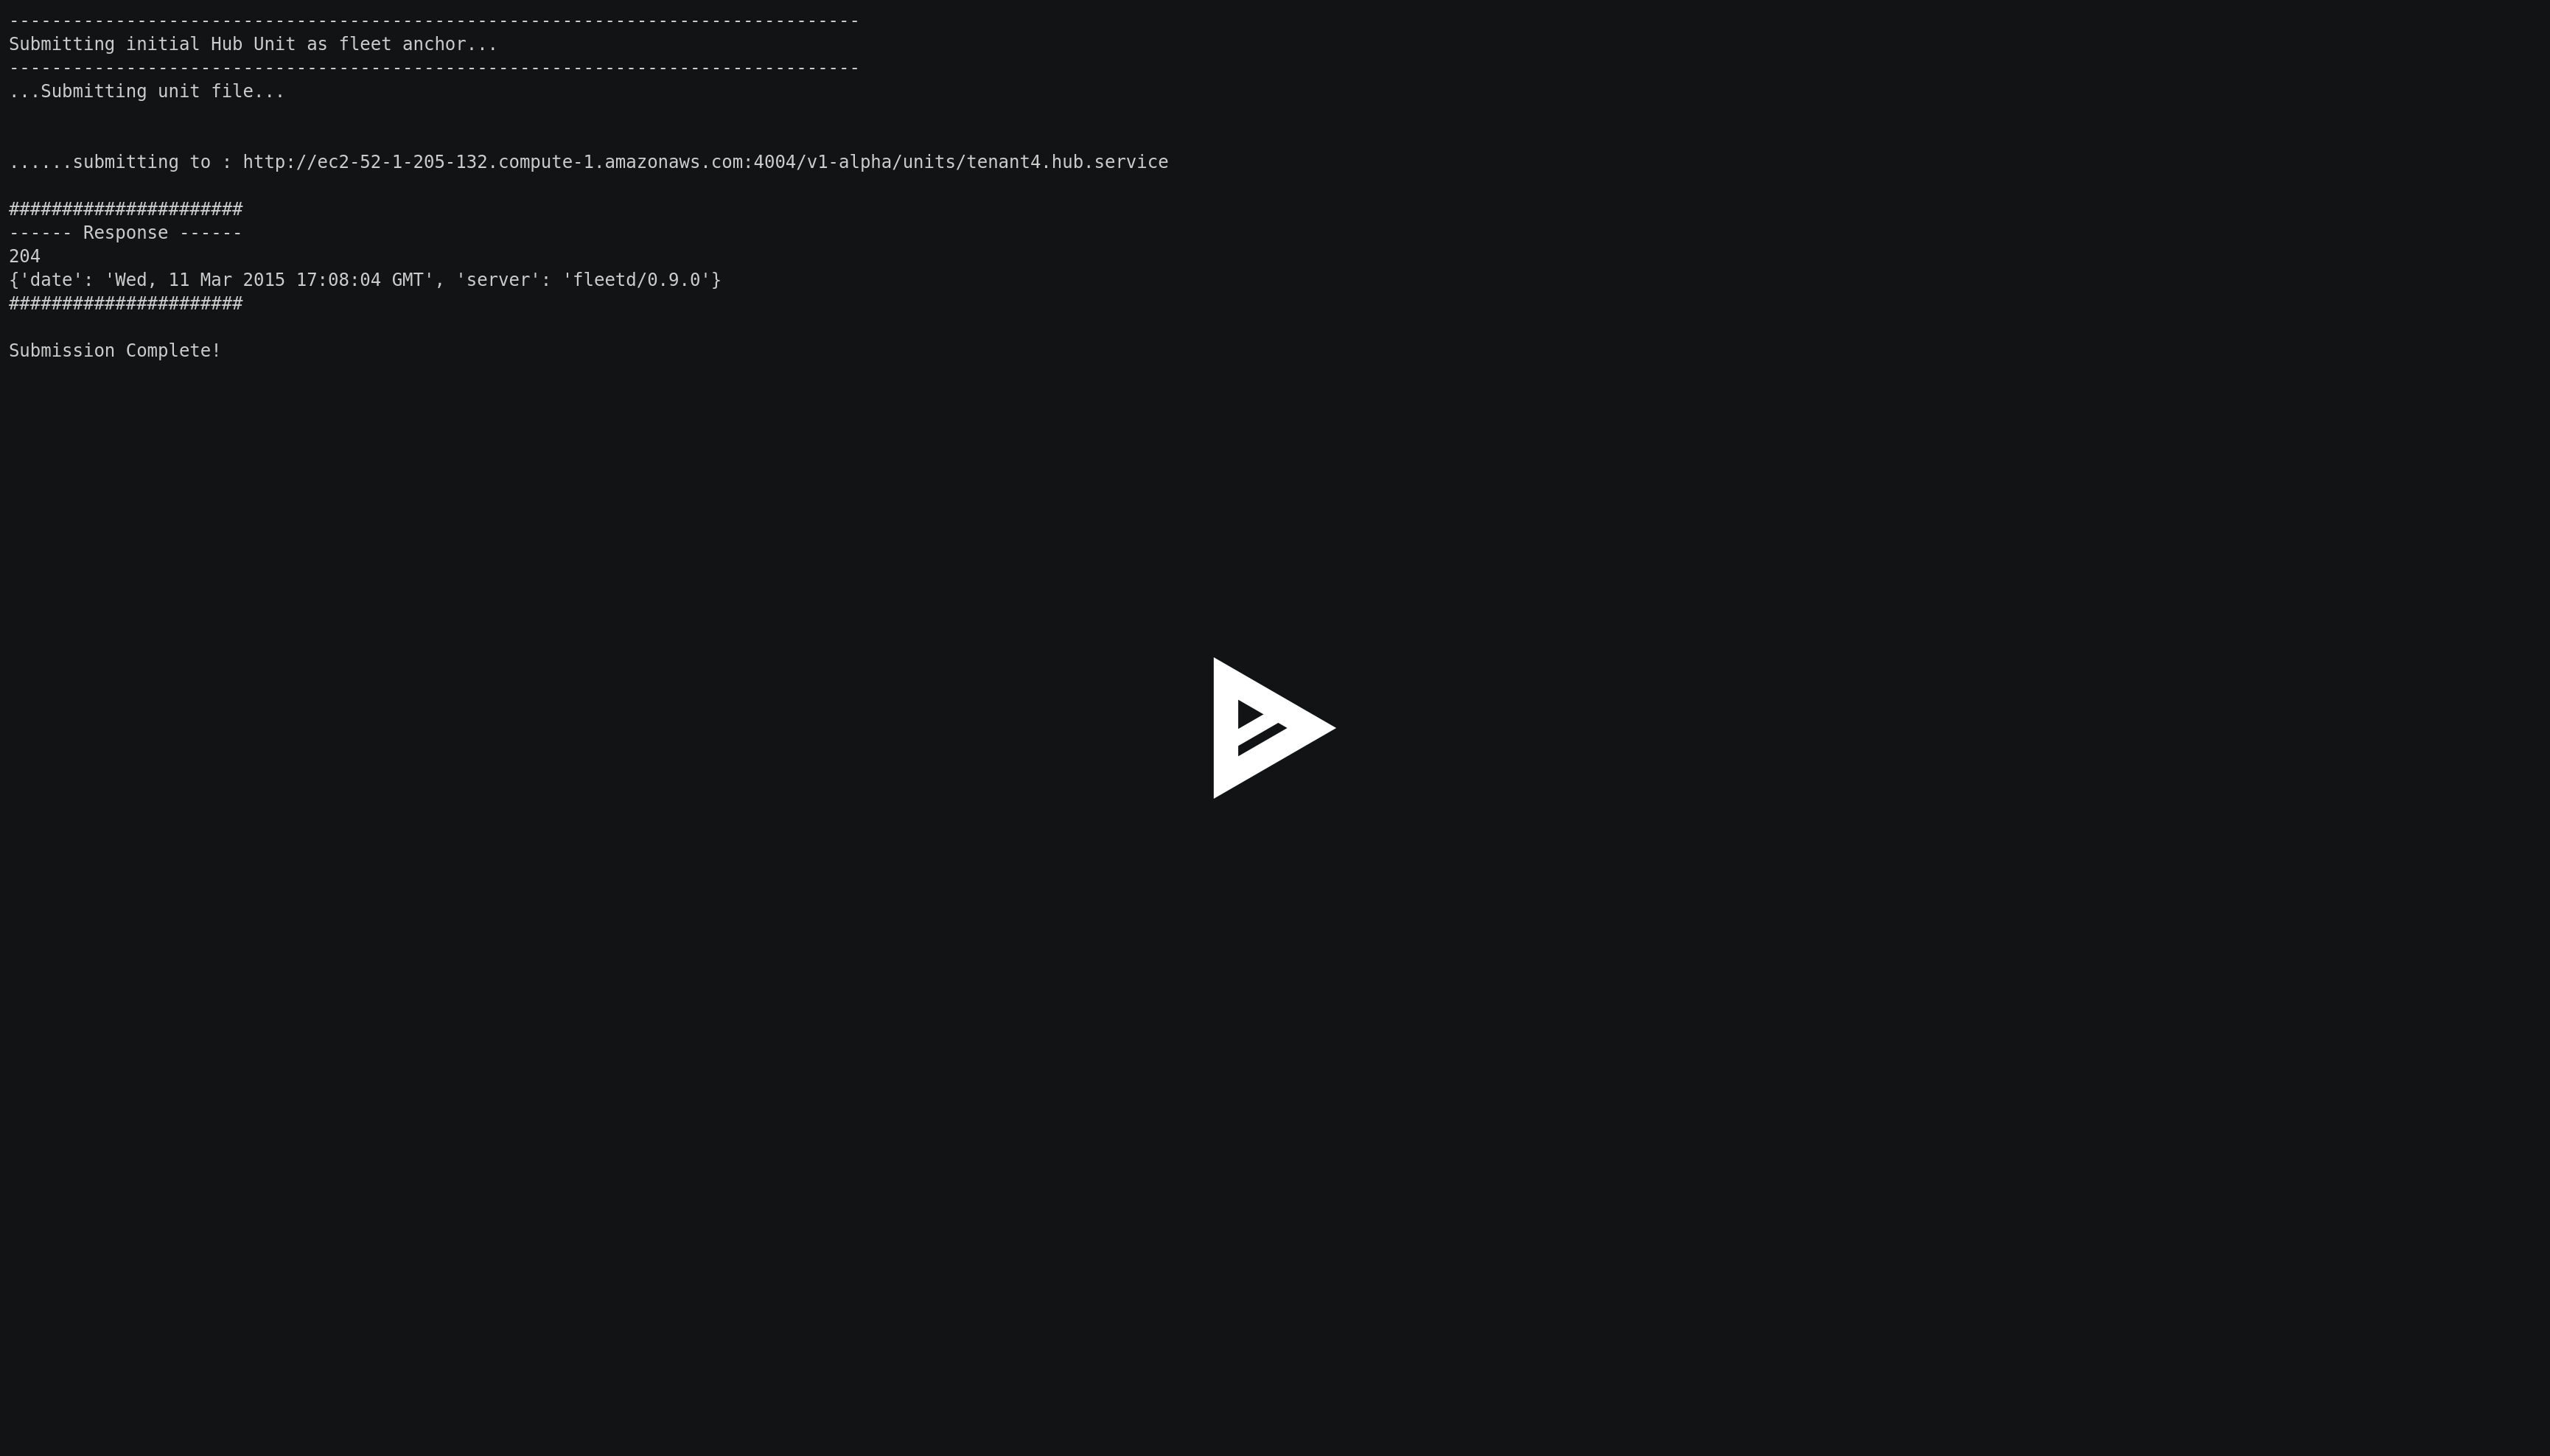 --------------------------------------------------------------------------------
Submitting initial Hub Unit as fleet anchor...
--------------------------------------------------------------------------------
...Submitting unit file...
......submitting to : http://ec2-52-1-205-132.compute-1.amazonaws.com:4004/v1-alpha/units/tenant4.hub.service
######################
------ Response ------
204
{'date': 'Wed, 11 Mar 2015 17:08:04 GMT', 'server': 'fleetd/0.9.0'}
######################
Submission Complete!